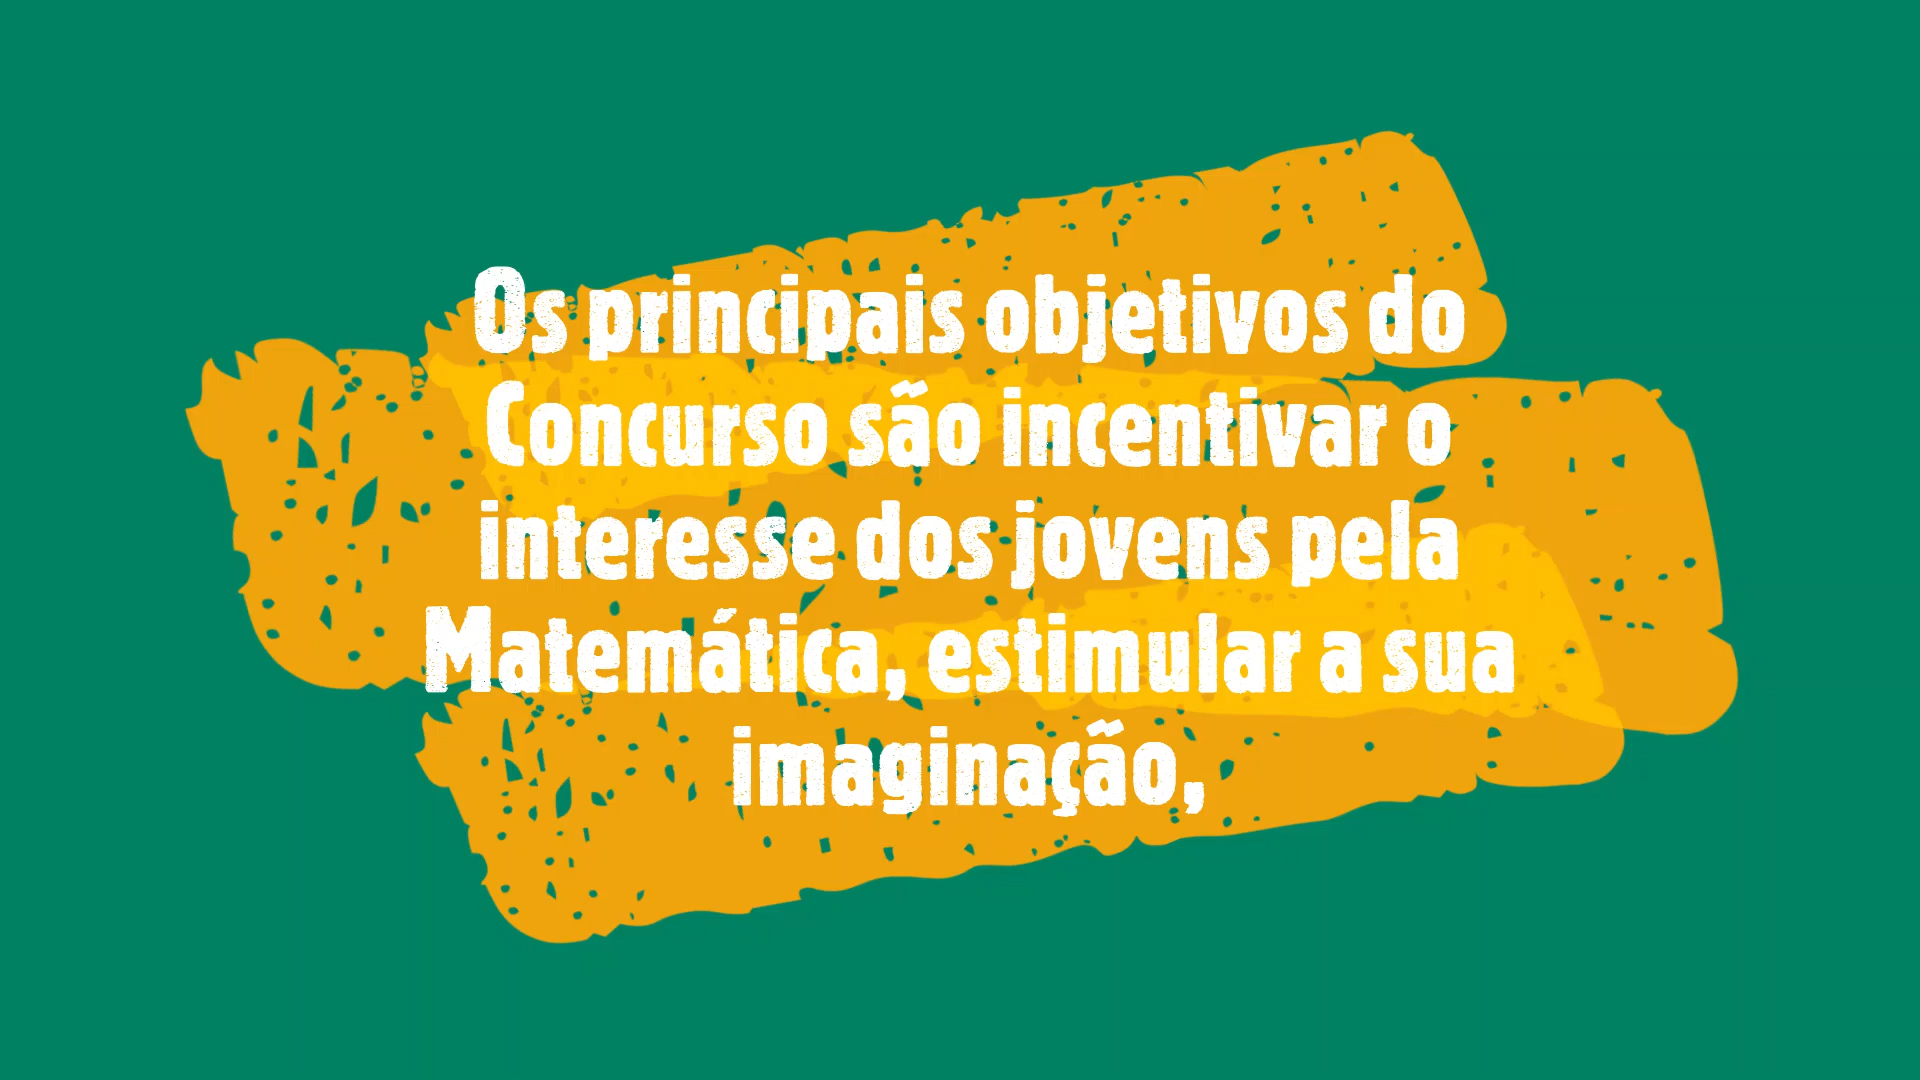 Os principais objetivos do
Concurso são incentivar o
interesse dos jovens pela
Matemática, estimular a sua
imaginação,